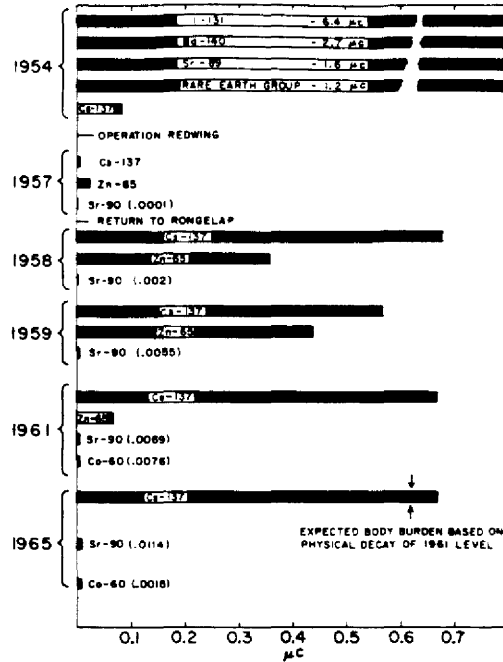 1954
I-131 - 6.4 μc
Ba-140 - 2.7 μc
Sr-89 - 1.6 μc
RARE EARTH GROUP - 1.2 μc
Cs-137
OPERATION REDWING
1957
Cs-137
Zn-65
Sr-90 (.0001)
RETURN TO RONGELAP
1958
Cs-137
Zn-65
Sr-90 (.002)
1959
Cs-137
Zn-65
Sr-90 (.0055)
1961
Cs-137
Zn-65
Sr-90 (.0069)
Co-60 (.0076)
1965
Cs-137
EXPECTED BODY BURDEN BASED ON
PHYSICAL DECAY OF 1961 LEVEL
Sr-90 (.0114)
Co-60 (.0018)
0.1 0.2 0.3 0.4 0.5 0.6 0.7
μc